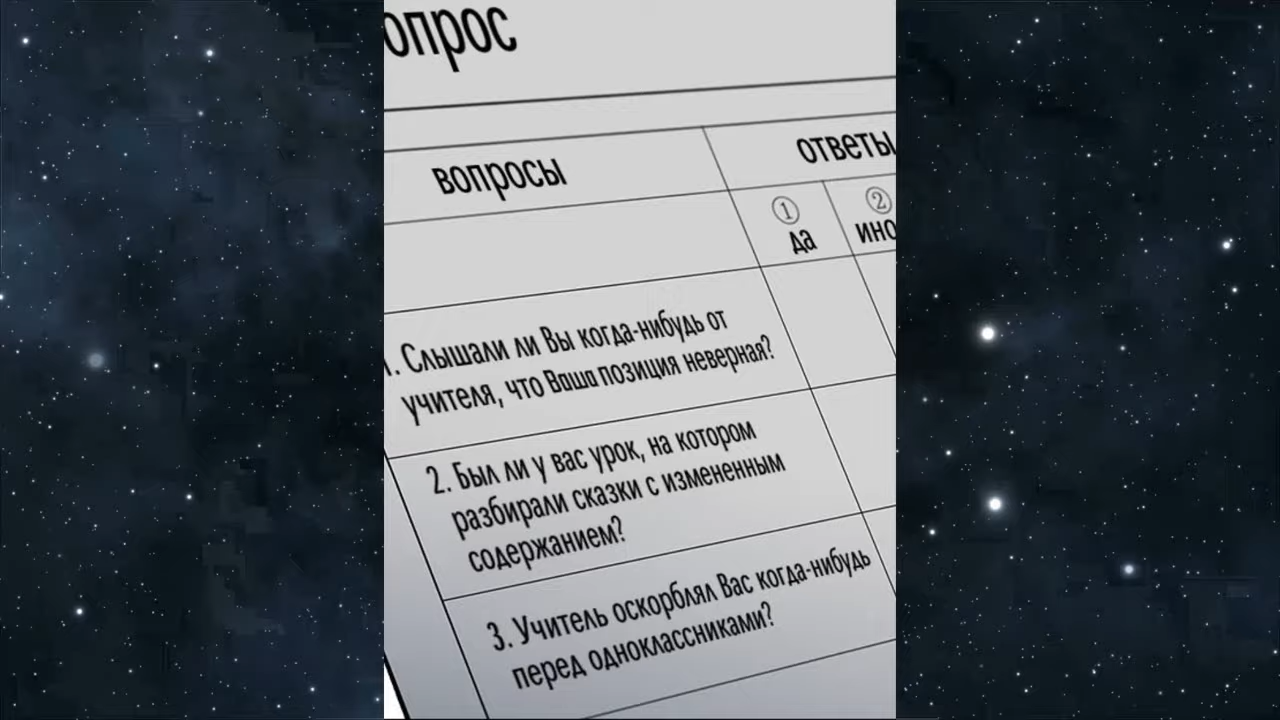 опрос
вопросы
ответы
① ②
да ино
1. Слышали ли Вы когда-нибудь от
учителя, что Ваша позиция неверная?
2. Был ли у вас урок, на котором
разбирали сказки с измененным
содержанием?
3. Учитель оскорблял Вас когда-нибудь
перед одноклассниками?